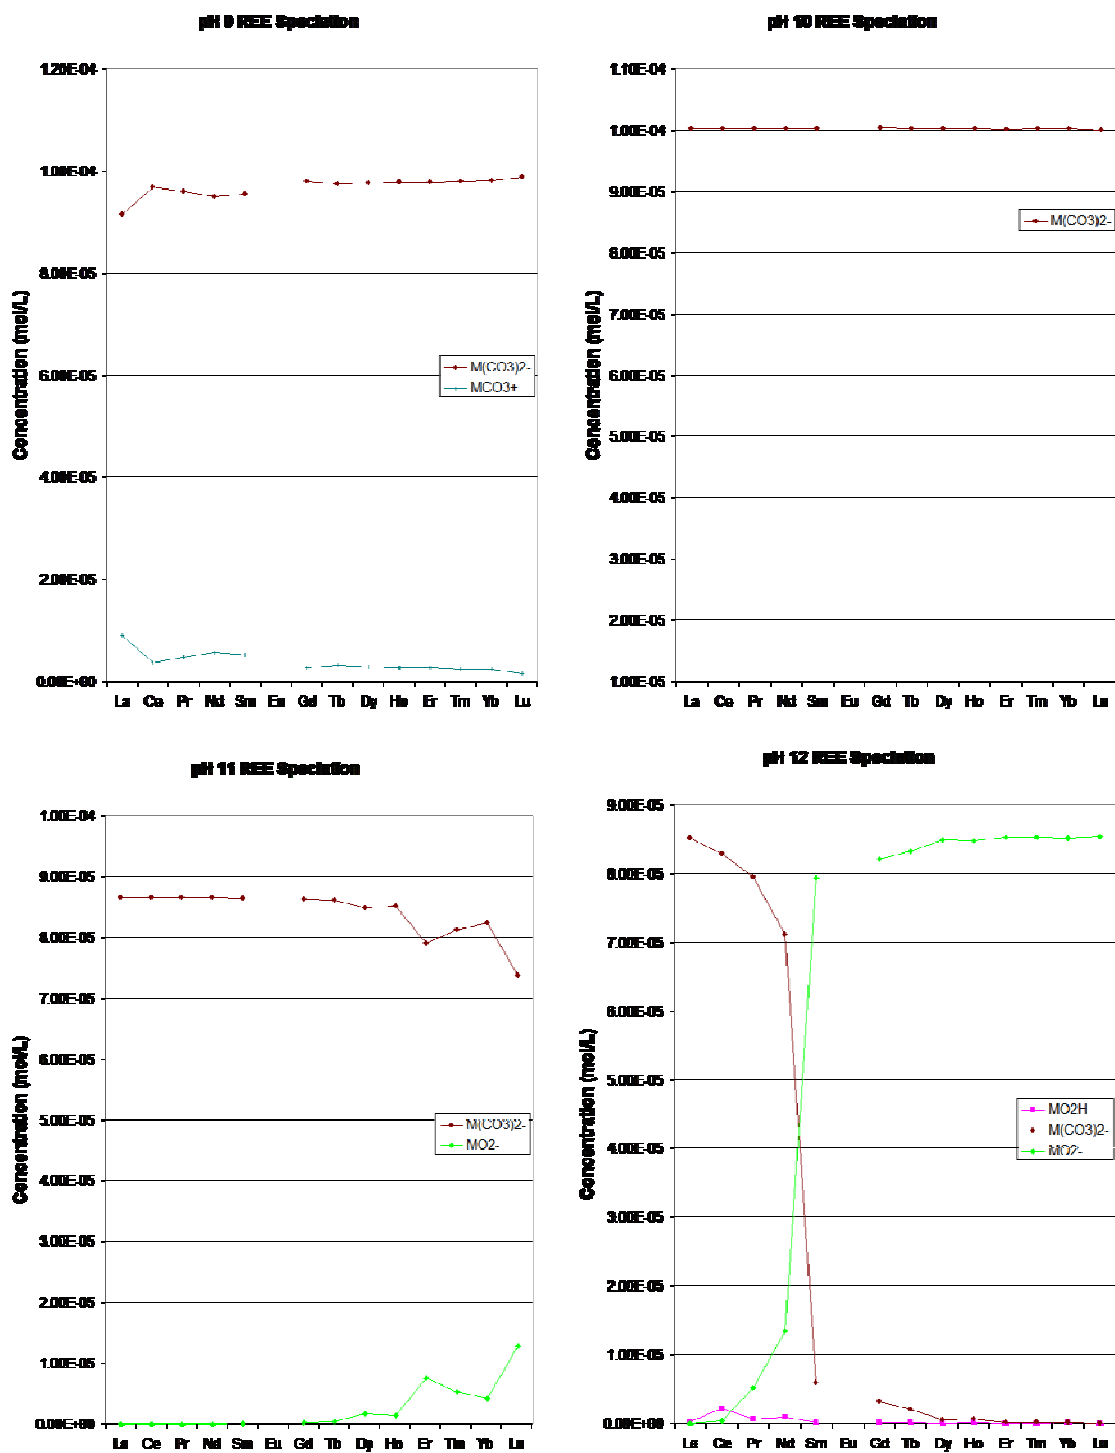 pH 9 REE Speciation
1.20E-04
1.00E-04
8.00E-05
6.00E-05
4.00E-05
2.00E-05
0.00E+00
Concentration (mol/L)
M(CO3)2-
MCO3+
La Ce Pr Nd Sm Eu Gd Tb Dy Ho Er Tm Yb Lu
pH 10 REE Speciation
1.10E-04
1.00E-04
9.00E-05
8.00E-05
7.00E-05
6.00E-05
5.00E-05
4.00E-05
3.00E-05
2.00E-05
1.00E-05
Concentration (mol/L)
M(CO3)2-
La Ce Pr Nd Sm Eu Gd Tb Dy Ho Er Tm Yb Lu
pH 11 REE Speciation
1.00E-04
9.00E-05
8.00E-05
7.00E-05
6.00E-05
5.00E-05
4.00E-05
3.00E-05
2.00E-05
1.00E-05
0.00E+00
Concentration (mol/L)
M(CO3)2-
MO2-
La Ce Pr Nd Sm Eu Gd Tb Dy Ho Er Tm Yb Lu
pH 12 REE Speciation
9.00E-05
8.00E-05
7.00E-05
6.00E-05
5.00E-05
4.00E-05
3.00E-05
2.00E-05
1.00E-05
0.00E+00
Concentration (mol/L)
MO2H
M(CO3)2-
MO2-
La Ce Pr Nd Sm Eu Gd Tb Dy Ho Er Tm Yb Lu